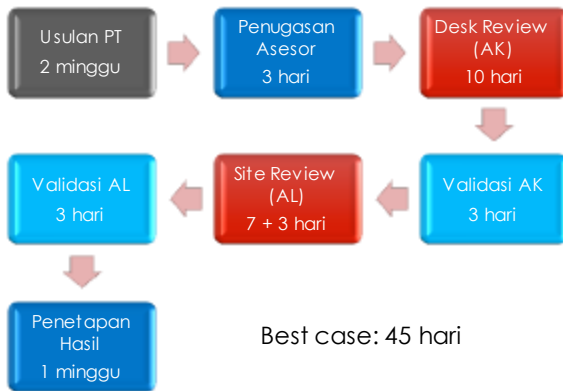 Usulan PT
2 minggu
Penugasan
Asesor
3 hari
Desk Review
(AK)
10 hari
Validasi AK
3 hari
Site Review
(AL)
7 + 3 hari
Validasi AL
3 hari
Penetapan
Hasil
1 minggu
Best case: 45 hari